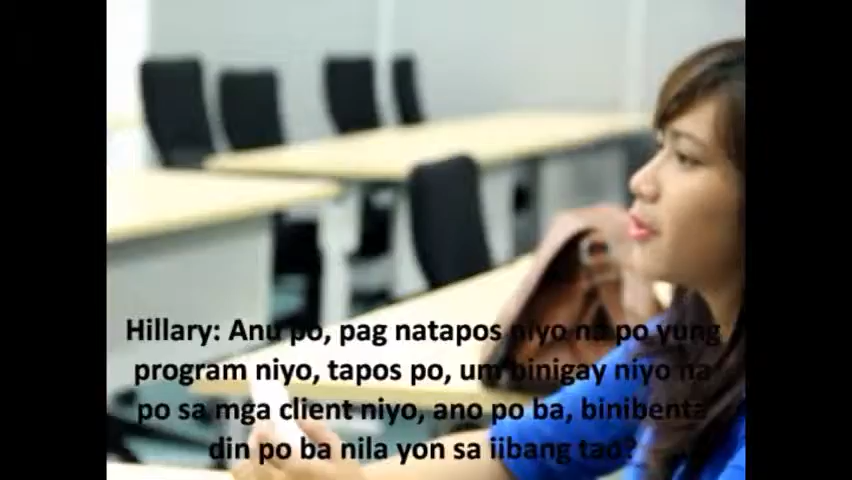 Hillary: Anu po, pag natapos niyo na po yung
program niyo, tapos po, um binigay niyo na
po sa mga client niyo, ano po ba, binibenta
din po ba nila yon sa iibang tao?